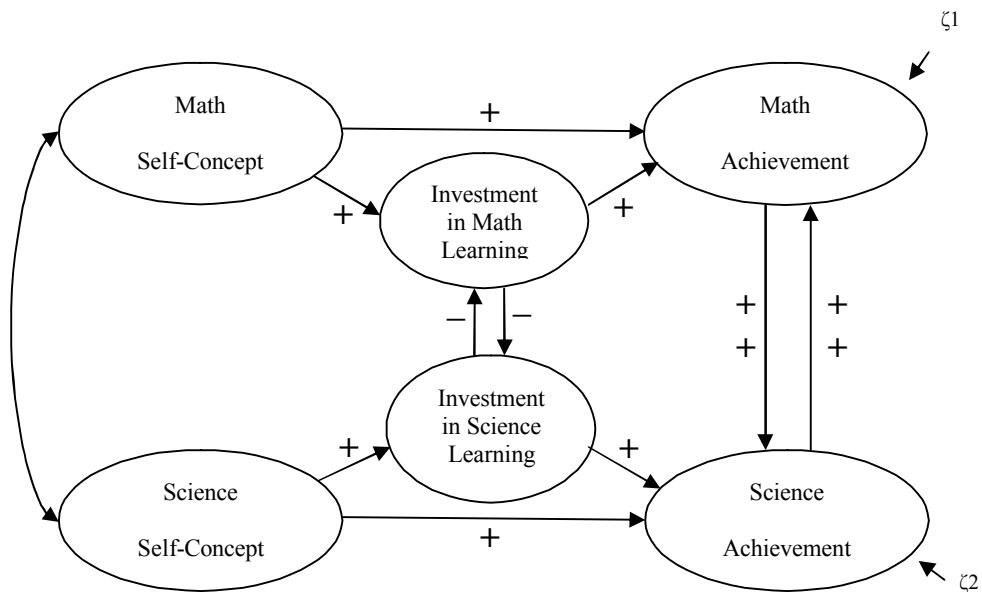 ζ1
Math
Self-Concept
+
Math
Achievement
+
Investment
in Math
Learning
+
−
−
+
+
+
+
Investment
in Science
Learning
+
+
Science
Self-Concept
+
Science
Achievement
ζ2